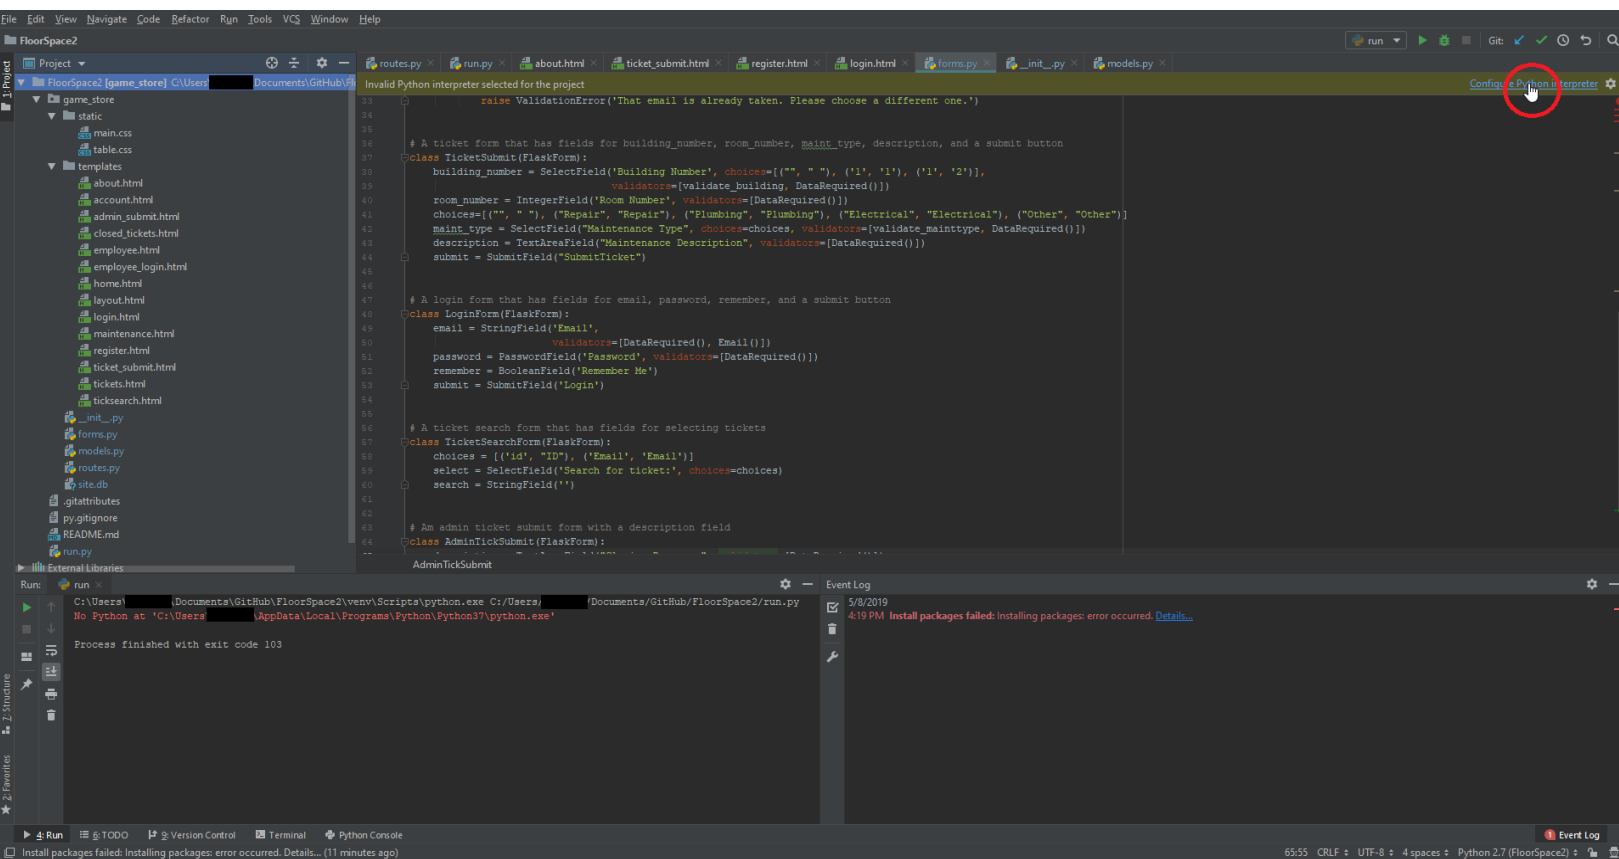 File Edit View Navigate Code Refactor Run Tools VCS Window Help
FloorSpace2
run Git:
Project
routes.py run.py about.html ticket_submit.html register.html login.html forms.py __init__.py models.py
1: Project
FloorSpace2 [game_store] C:\Users Documents\GitHub\Fl
Invalid Python interpreter selected for the project
Configure Python interpreter
game_store
static
main.css
table.css
templates
about.html
account.html
admin_submit.html
closed_tickets.html
employee.html
employee_login.html
home.html
layout.html
login.html
maintenance.html
register.html
ticket_submit.html
tickets.html
ticksearch.html
__init__.py
forms.py
models.py
routes.py
site.db
.gitattributes
py.gitignore
README.md
run.py
External Libraries
33 raise ValidationError('That email is already taken. Please choose a different one.')
34
35
36 # A ticket form that has fields for building_number, room_number, maint_type, description, and a submit button
37 class TicketSubmit(FlaskForm):
38 building_number = SelectField('Building Number', choices=[("", " "), ('1', '1'), ('1', '2')],
39 validators=[validate_building, DataRequired()])
40 room_number = IntegerField('Room Number', validators=[DataRequired()])
41 choices=[("", " "), ("Repair", "Repair"), ("Plumbing", "Plumbing"), ("Electrical", "Electrical"), ("Other", "Other")]
42 maint_type = SelectField("Maintenance Type", choices=choices, validators=[validate_mainttype, DataRequired()])
43 description = TextAreaField("Maintenance Description", validators=[DataRequired()])
44 submit = SubmitField("SubmitTicket")
45
46
47 # A login form that has fields for email, password, remember, and a submit button
48 class LoginForm(FlaskForm):
49 email = StringField('Email',
50 validators=[DataRequired(), Email()])
51 password = PasswordField('Password', validators=[DataRequired()])
52 remember = BooleanField('Remember Me')
53 submit = SubmitField('Login')
54
55
56 # A ticket search form that has fields for selecting tickets
57 class TicketSearchForm(FlaskForm):
58 choices = [('id', "ID"), ('Email', 'Email')]
59 select = SelectField('Search for ticket:', choices=choices)
60 search = StringField('')
61
62
63 # Am admin ticket submit form with a description field
64 class AdminTickSubmit(FlaskForm):
AdminTickSubmit
Run: run
C:\Users\ \Documents\GitHub\FloorSpace2\venv\Scripts\python.exe C:/Users/ /Documents/GitHub/FloorSpace2/run.py
No Python at 'C:\Users \AppData\Local\Programs\Python\Python37\python.exe'
Process finished with exit code 103
Event Log
5/8/2019
4:19 PM Install packages failed: Installing packages: error occurred. Details...
7: Structure
2: Favorites
4: Run 6: TODO 9: Version Control Terminal Python Console
1 Event Log
Install packages failed: Installing packages: error occurred. Details... (11 minutes ago)
65:55 CRLF UTF-8 4 spaces Python 2.7 (FloorSpace2)